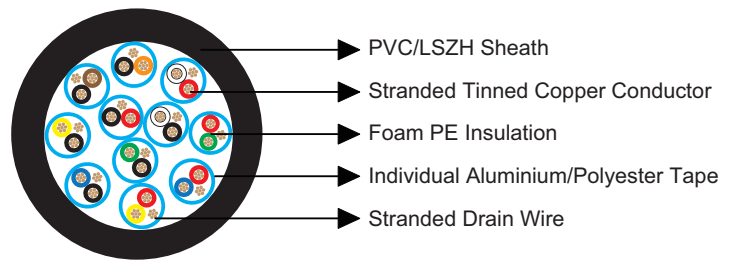 PVC/LSZH Sheath
Stranded Tinned Copper Conductor
Foam PE Insulation
Individual Aluminium/Polyester Tape
Stranded Drain Wire